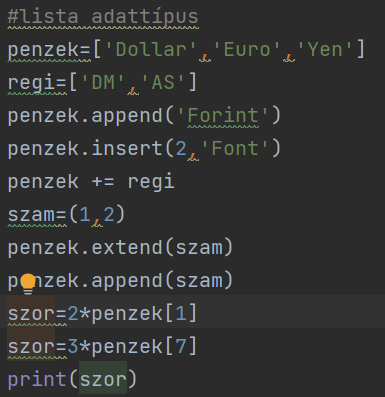 #lista adattípus
penzek=['Dollar','Euro','Yen']
regi=['DM','AS']
penzek.append('Forint')
penzek.insert(2,'Font')
penzek += regi
szam=(1,2)
penzek.extend(szam)
penzek.append(szam)
szor=2*penzek[1]
szor=3*penzek[7]
print(szor)